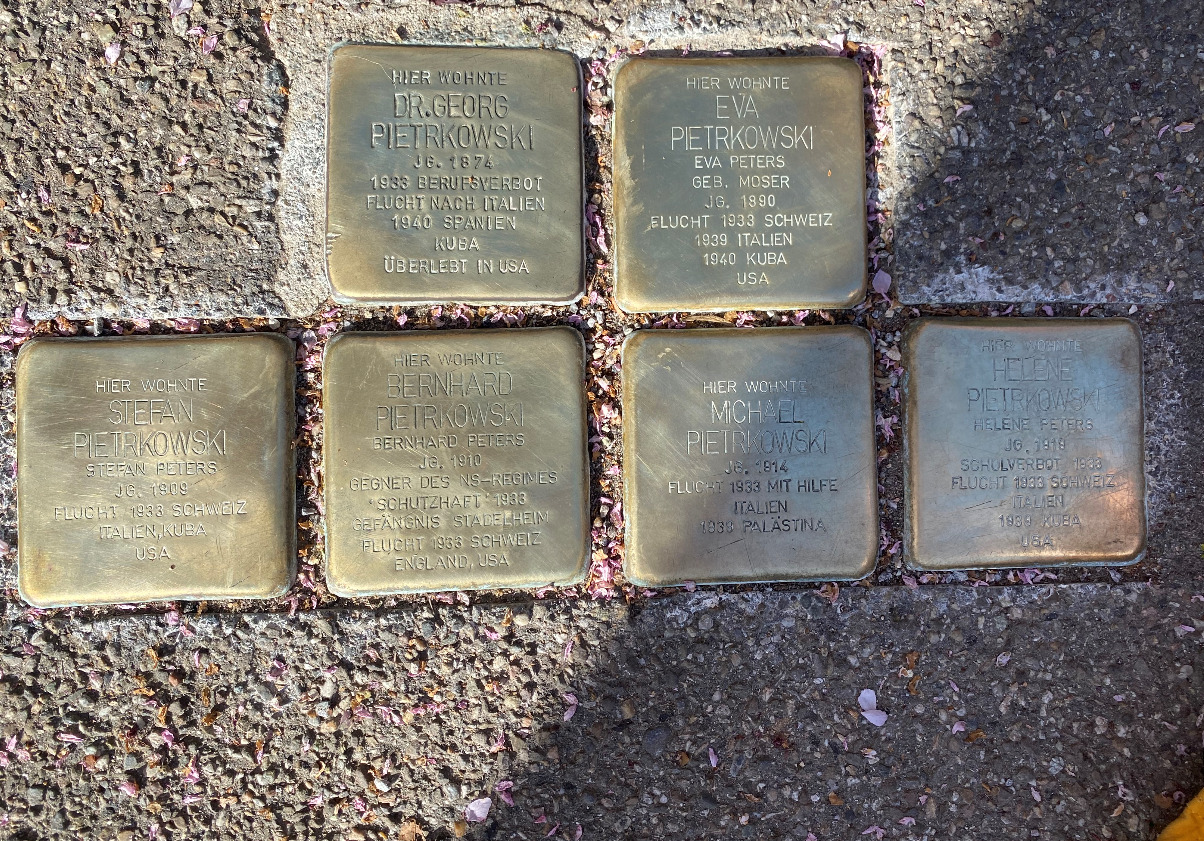 HIER WOHNTE
DR.GEORG
PIETRKOWSKI
JG. 1874
1933 BERUFSVERBOT
FLUCHT NACH ITALIEN
1940 SPANIEN
KUBA
ÜBERLEBT IN USA
HIER WOHNTE
EVA
PIETRKOWSKI
EVA PETERS
GEB. MOSER
JG. 1890
FLUCHT 1933 SCHWEIZ
1939 ITALIEN
1940 KUBA
USA
HIER WOHNTE
STEFAN
PIETRKOWSKI
STEFAN PETERS
JG. 1909
FLUCHT 1933 SCHWEIZ
ITALIEN, KUBA
USA
HIER WOHNTE
BERNHARD
PIETRKOWSKI
BERNHARD PETERS
JG. 1910
GEGNER DES NS-REGIMES
'SCHUTZHAFT' 1933
GEFÄNGNIS STADELHEIM
FLUCHT 1933 SCHWEIZ
ENGLAND, USA
HIER WOHNTE
MICHAEL
PIETRKOWSKI
JG. 1914
FLUCHT 1933 MIT HILFE
ITALIEN
1939 PALÄSTINA
HIER WOHNTE
HELENE
PIETRKOWSKI
HELENE PETERS
JG. 1919
SCHULVERBOT 1933
FLUCHT 1933 SCHWEIZ
ITALIEN
1939 KUBA
USA